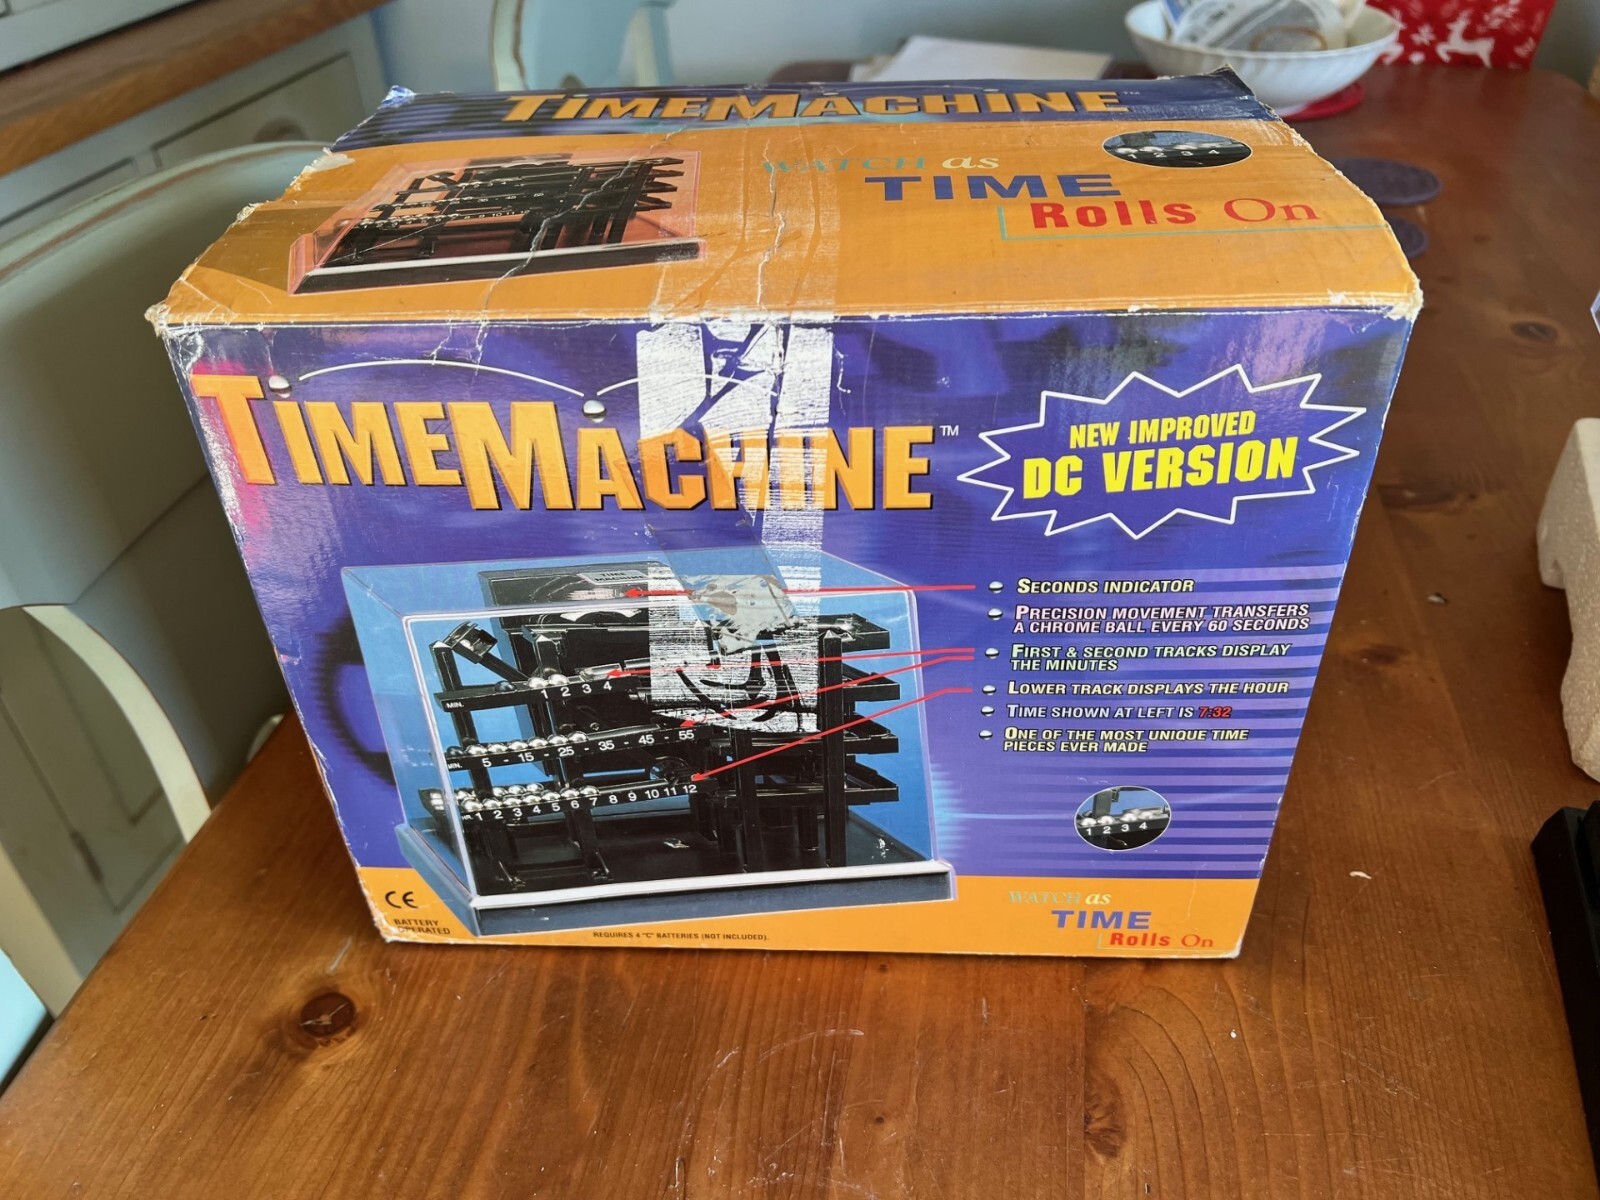 TIMEMACHINE™
WATCH as
TIME
Rolls On
1 2 3 4
TIMEMACHINE™
NEW IMPROVED
DC VERSION
TIME
MACHINE
SECONDS INDICATOR
PRECISION MOVEMENT TRANSFERS
A CHROME BALL EVERY 60 SECONDS
FIRST & SECOND TRACKS DISPLAY
THE MINUTES
LOWER TRACK DISPLAYS THE HOUR
TIME SHOWN AT LEFT IS 7:32
ONE OF THE MOST UNIQUE TIME
PIECES EVER MADE
MIN. 1 2 3 4
MIN. 5 - 15 - 25 - 35 - 45 - 55
HR. 1 2 3 4 5 6 7 8 9 10 11 12
1 2 3 4
CE
BATTERY
OPERATED
REQUIRES 4 "C" BATTERIES (NOT INCLUDED).
WATCH as
TIME
Rolls On